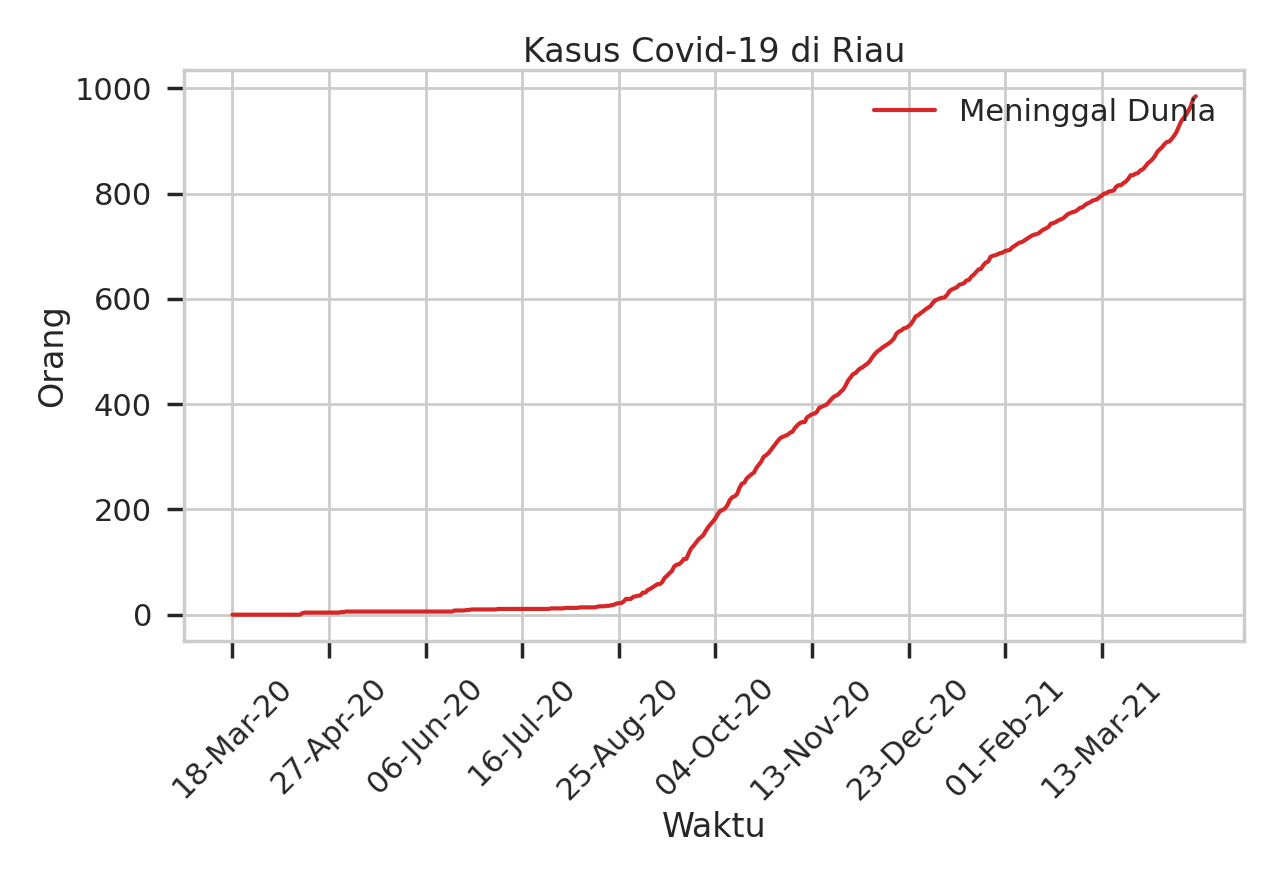 Kasus Covid-19 di Riau
Meninggal Dunia
Orang
1000
800
600
400
200
0
18-Mar-20
27-Apr-20
06-Jun-20
16-Jul-20
25-Aug-20
04-Oct-20
13-Nov-20
23-Dec-20
01-Feb-21
13-Mar-21
Waktu